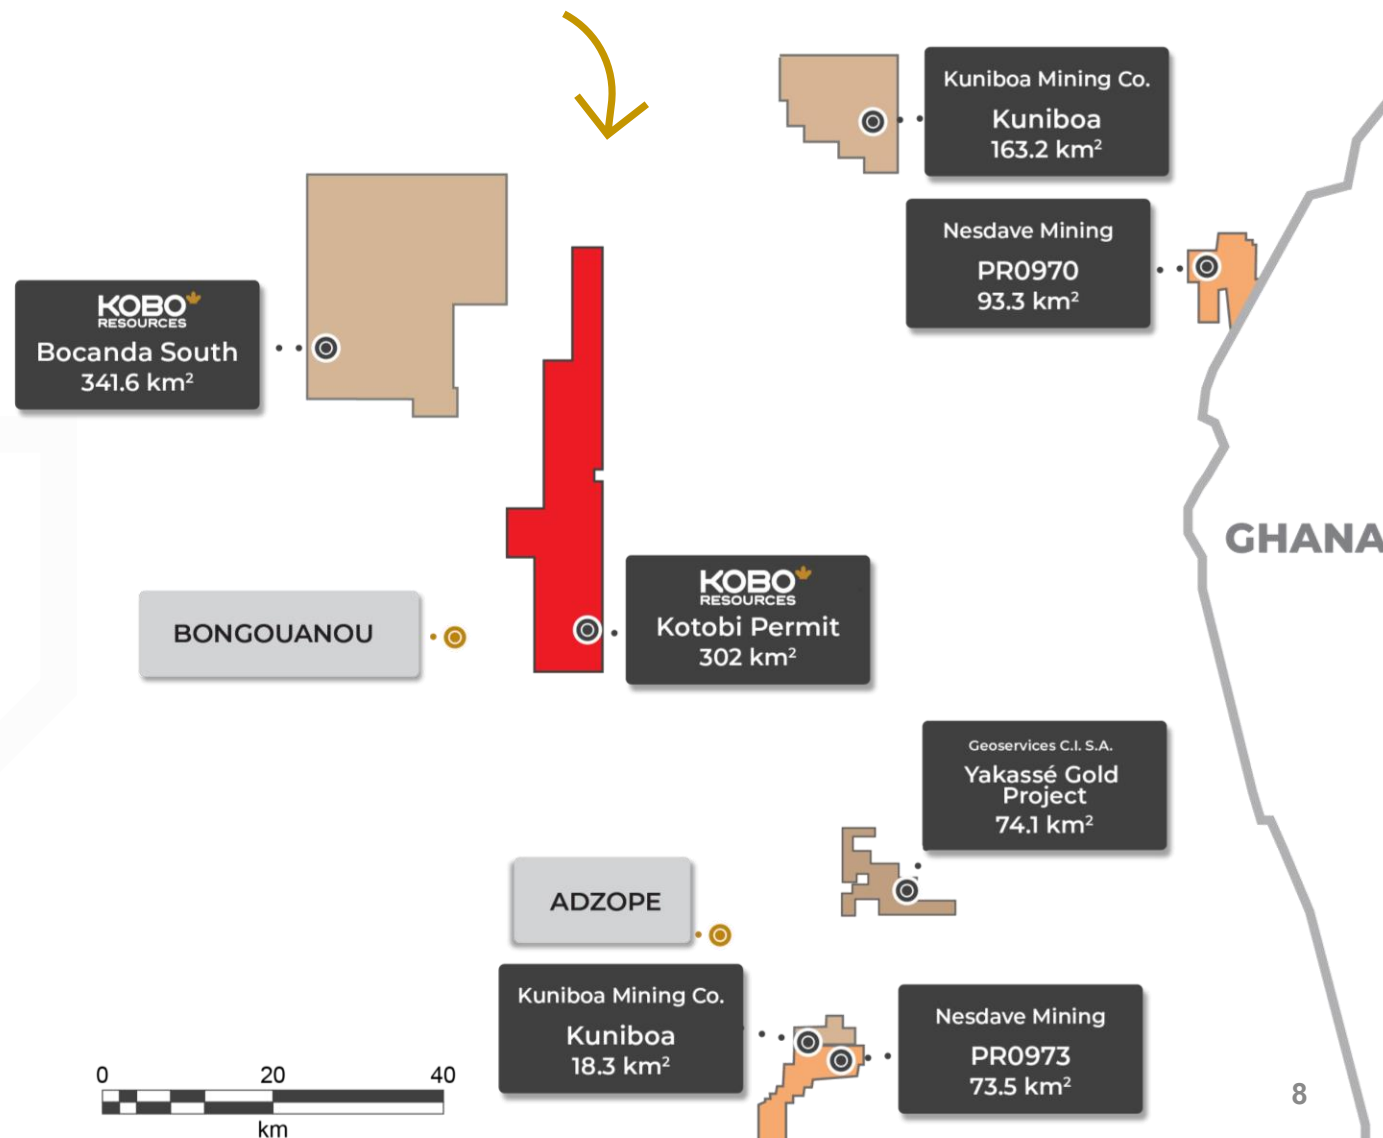 Kuniboa Mining Co.
Kuniboa
163.2 km²
Nesdave Mining
PR0970
93.3 km²
KOBO
RESOURCES
Bocanda South
341.6 km²
GHANA
KOBO
RESOURCES
Kotobi Permit
302 km²
BONGOUANOU
Geoservices C.I. S.A.
Yakassé Gold
Project
74.1 km²
ADZOPE
Kuniboa Mining Co.
Kuniboa
18.3 km²
Nesdave Mining
PR0973
73.5 km²
0 20 40
km
8